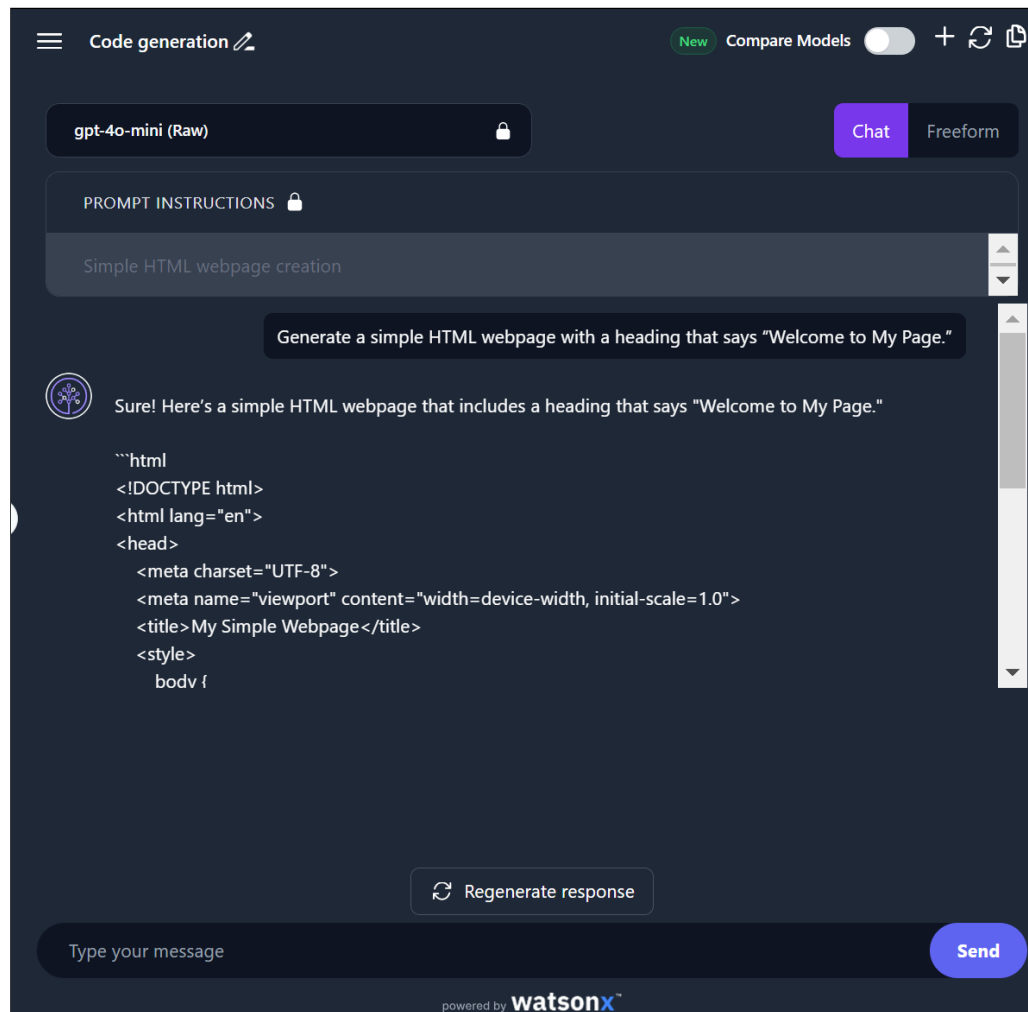 Code generation
New Compare Models
gpt-4o-mini (Raw)
Chat Freeform
PROMPT INSTRUCTIONS
Simple HTML webpage creation
Generate a simple HTML webpage with a heading that says “Welcome to My Page.”
Sure! Here’s a simple HTML webpage that includes a heading that says "Welcome to My Page."
```html
<!DOCTYPE html>
<html lang="en">
<head>
<meta charset="UTF-8">
<meta name="viewport" content="width=device-width, initial-scale=1.0">
<title>My Simple Webpage</title>
<style>
body {
Regenerate response
Type your message
Send
powered by watsonx™